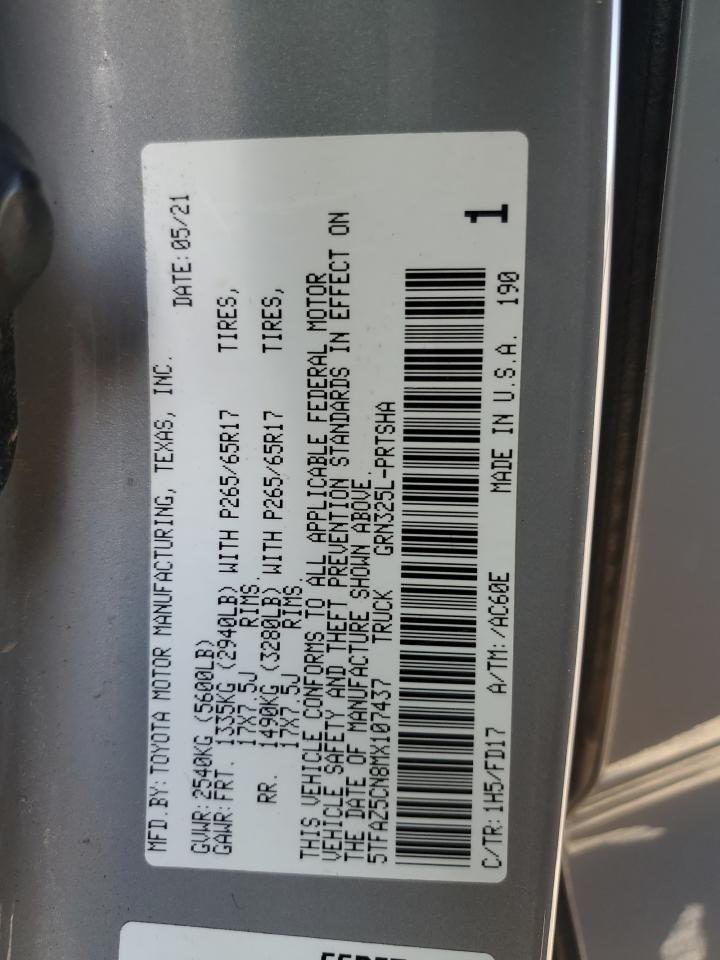 MFD.BY:TOYOTA MOTOR MANUFACTURING, TEXAS, INC.
DATE:05/21
GVWR:2540KG (5600LB)
GAWR:FRT. 1335KG (2940LB) WITH P265/65R17 TIRES,
17X7.5J RIMS.
RR. 1490KG (3280LB) WITH P265/65R17 TIRES,
17X7.5J RIMS.
THIS VEHICLE CONFORMS TO ALL APPLICABLE FEDERAL MOTOR
VEHICLE SAFETY AND THEFT PREVENTION STANDARDS IN EFFECT ON
THE DATE OF MANUFACTURE SHOWN ABOVE.
5TFAZ5CN8MX107437 TRUCK GRN325L-PRTSHA
1
C/TR:1H5/FD17 A/TM:/AC60E MADE IN U.S.A. 190